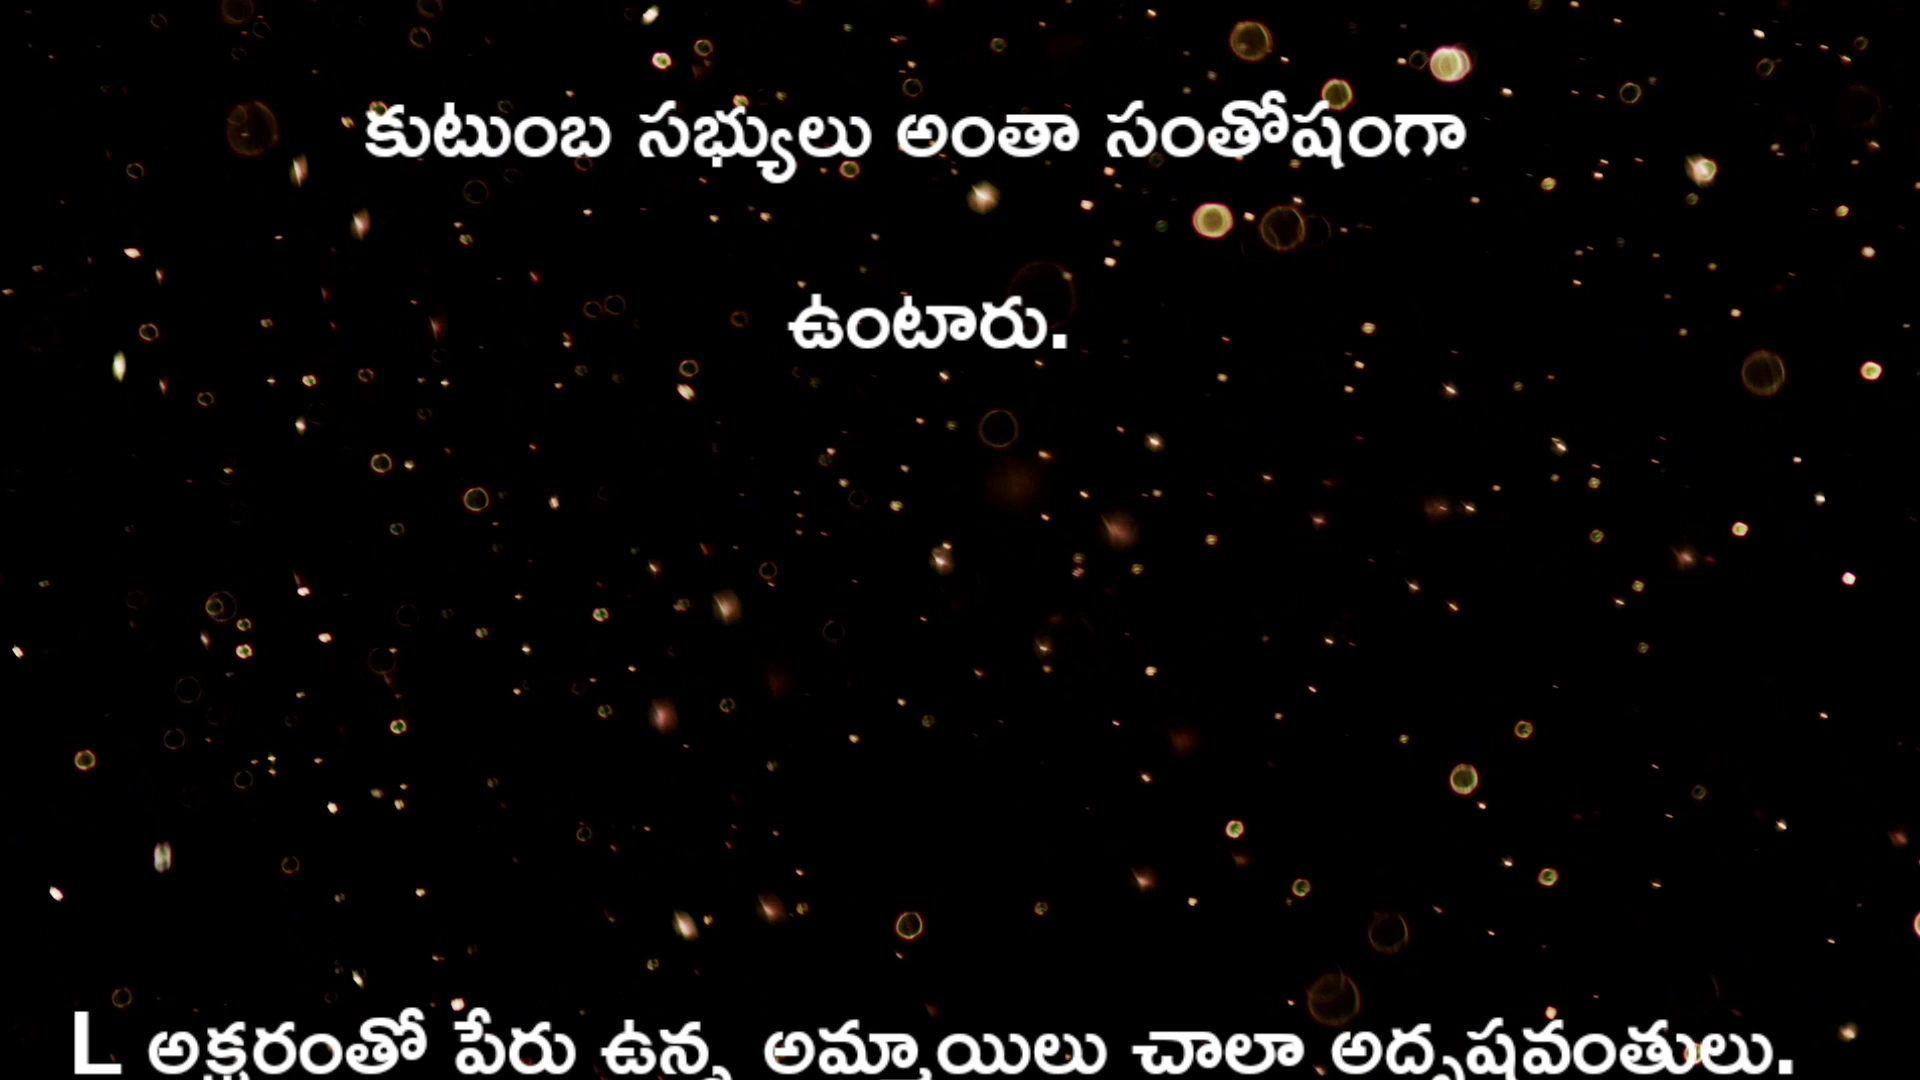 కుటుంబ సభ్యులు అంతా సంతోషంగా
ఉంటారు.
L అక్షరంతో పేరు ఉన్న అమ్మాయిలు చాలా అదృష్టవంతులు.